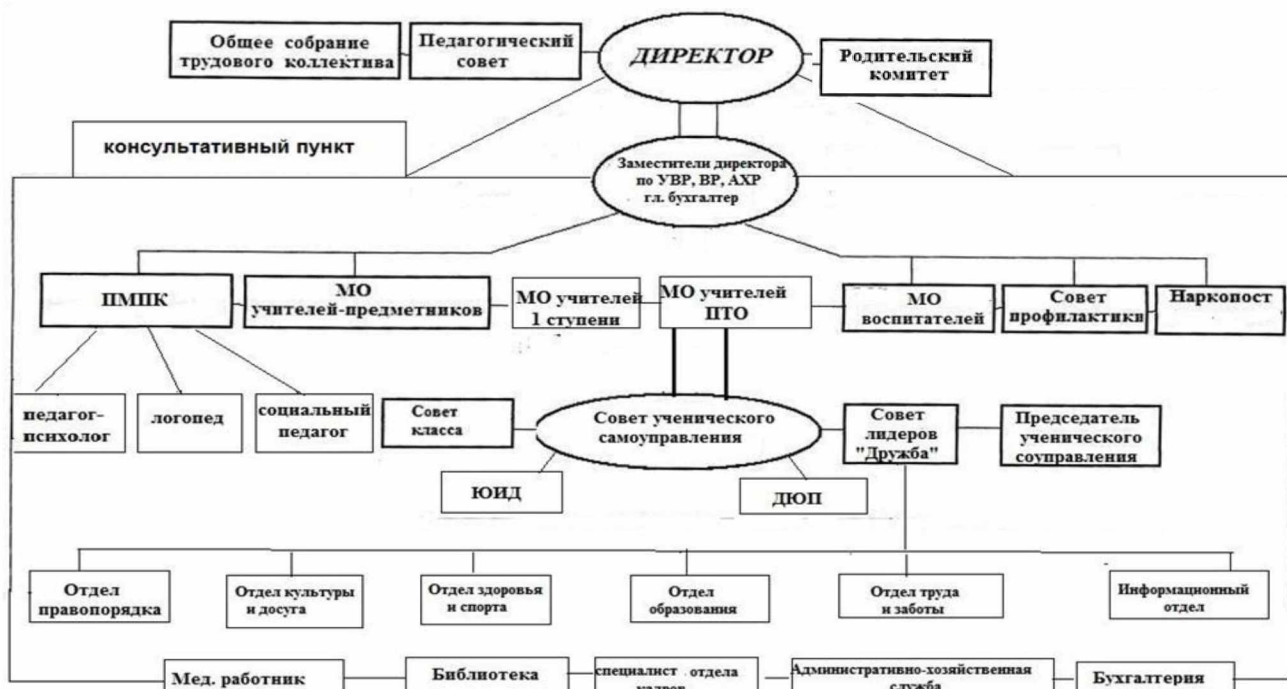 Общее собрание
трудового коллектива
Педагогический
совет
ДИРЕКТОР
Родительский
комитет
консультативный пункт
Заместители директора
по УВР, ВР, АХР
гл. бухгалтер
ПМПК
МО
учителей-предметников
МО учителей
1 ступени
МО учителей
ПТО
МО
воспитателей
Совет
профилактики
Наркопост
педагог-
психолог
логопед
социальный
педагог
Совет
класса
Совет ученического
самоуправления
Совет
лидеров
"Дружба"
Председатель
ученического
соуправления
ЮИД
ДЮП
Отдел
правопорядка
Отдел культуры
и досуга
Отдел здоровья
и спорта
Отдел
образования
Отдел труда
и заботы
Информационный
отдел
Мед. работник
Библиотека
специалист отдела
кадров
Административно-хозяйственная
служба
Бухгалтерия